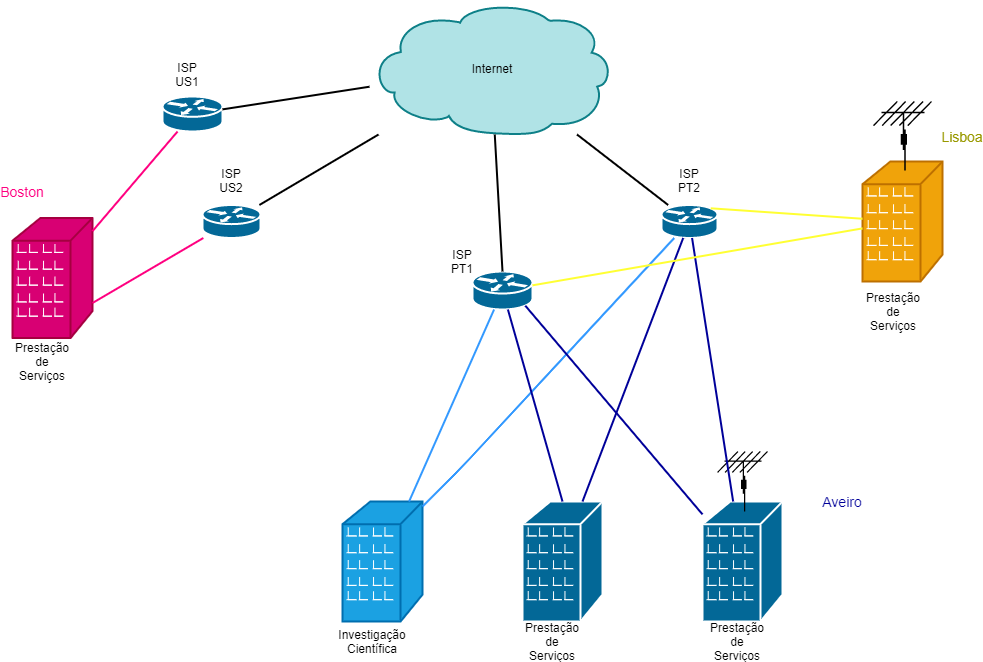 Internet
ISP
US1
ISP
US2
ISP
PT2
ISP
PT1
Boston
Lisboa
Prestação
de
Serviços
Prestação
de
Serviços
Aveiro
Investigação
Científica
Prestação
de
Serviços
Prestação
de
Serviços